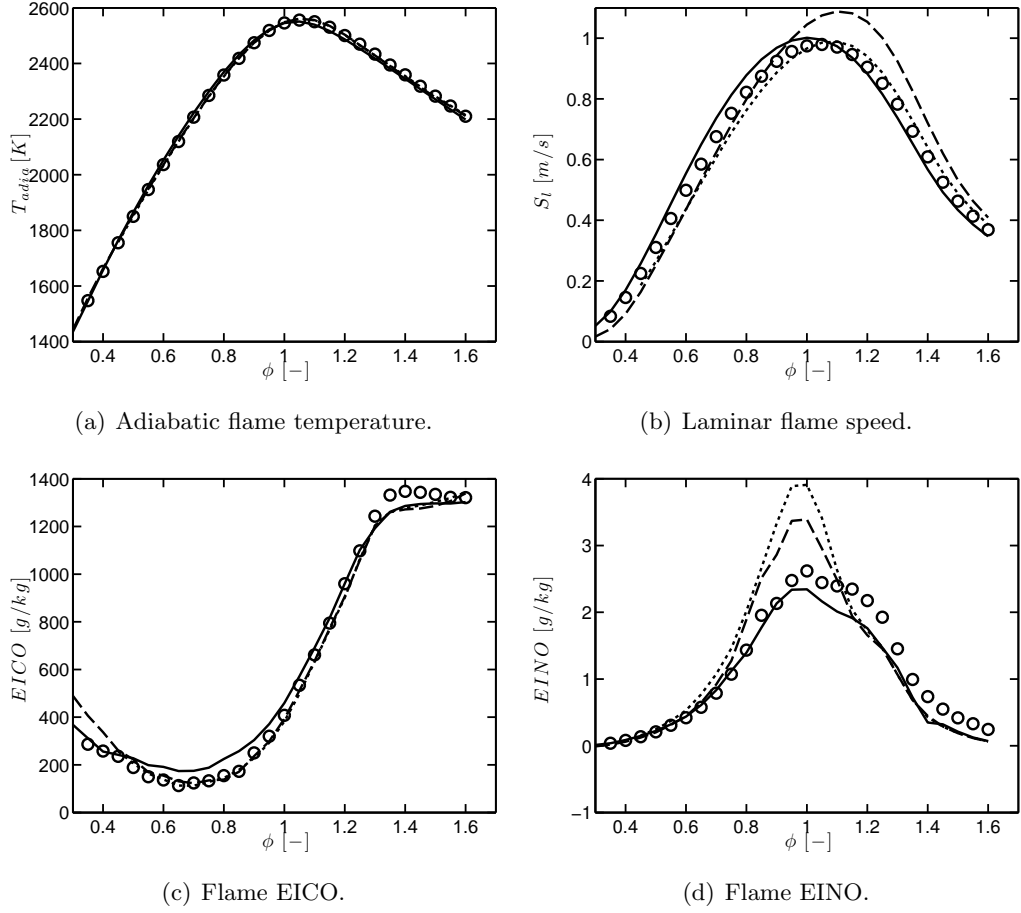 2600
2400
2200
2000
1800
1600
1400
T_{adia} [K]
0.4 0.6 0.8 1 1.2 1.4 1.6
ϕ [−]
(a) Adiabatic flame temperature.
1
0.8
0.6
0.4
0.2
0
S_l [m/s]
0.4 0.6 0.8 1 1.2 1.4 1.6
ϕ [−]
(b) Laminar flame speed.
1400
1200
1000
800
600
400
200
0
EICO [g/kg]
0.4 0.6 0.8 1 1.2 1.4 1.6
ϕ [−]
(c) Flame EICO.
4
3
2
1
0
−1
EINO [g/kg]
0.4 0.6 0.8 1 1.2 1.4 1.6
ϕ [−]
(d) Flame EINO.